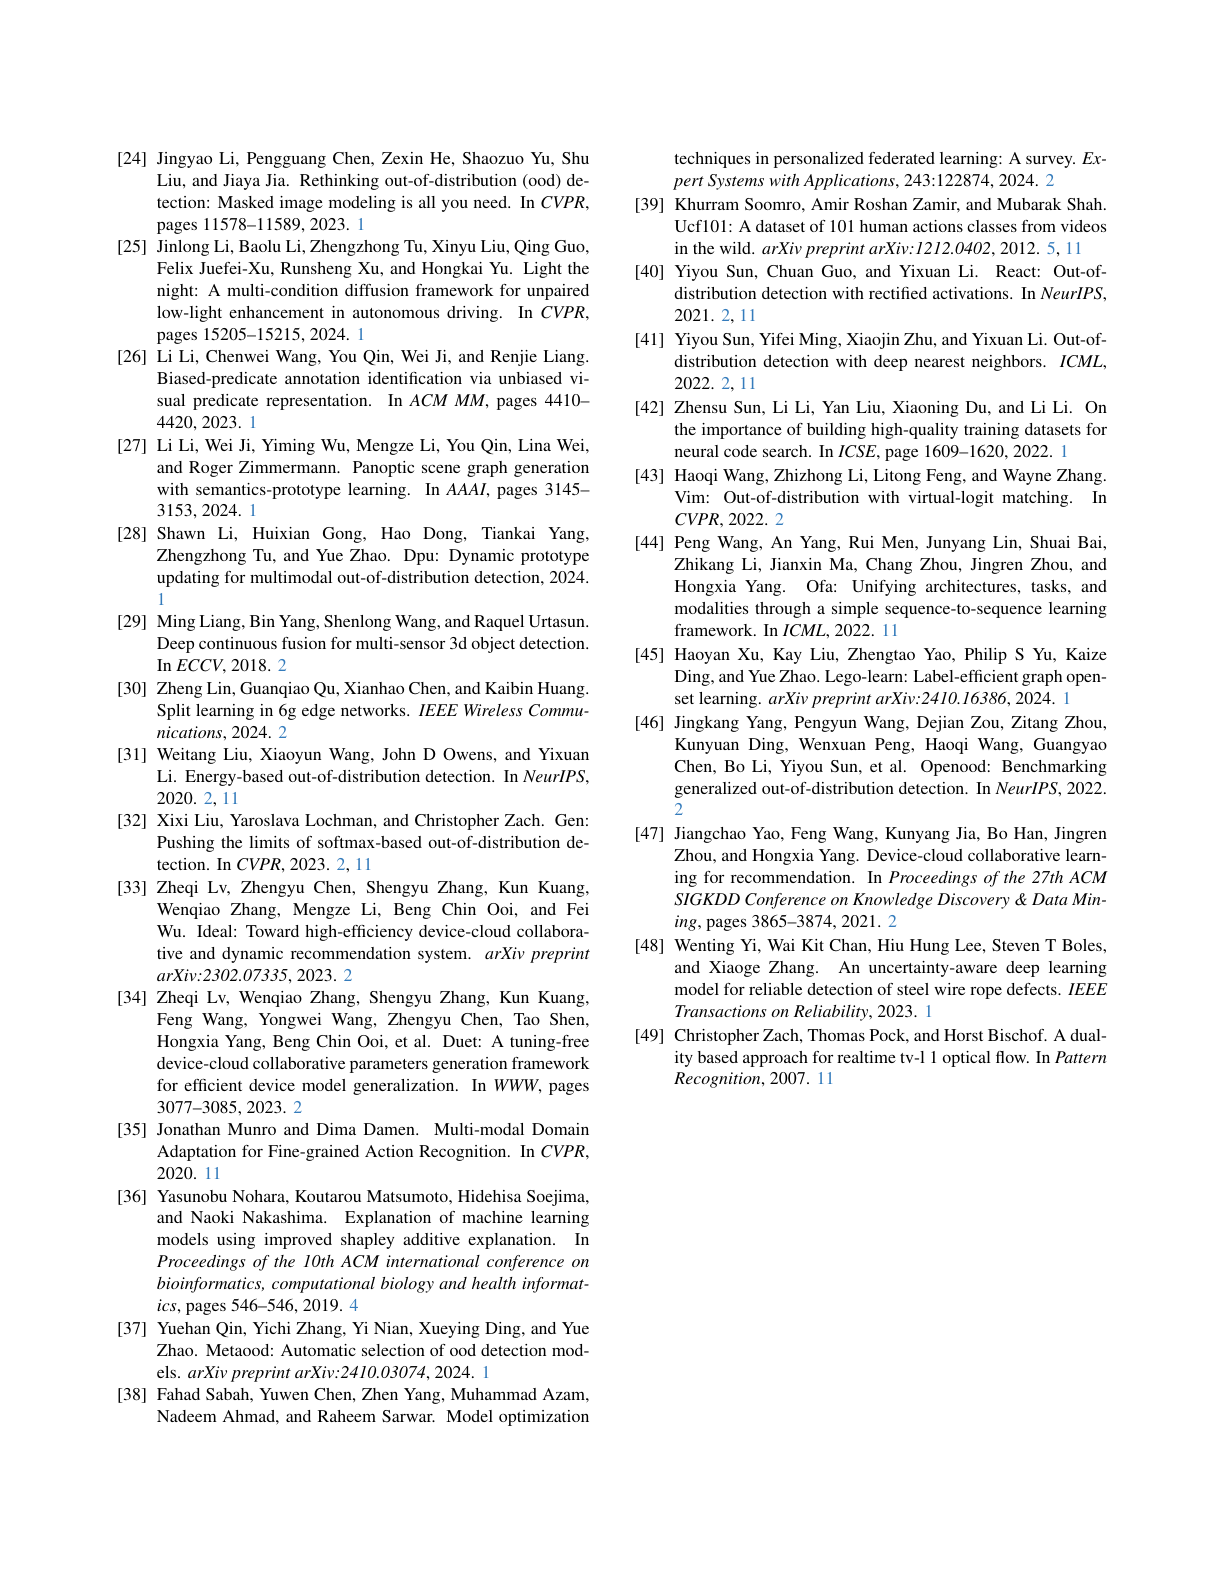 [24] Jingyao Li, Pengguang Chen, Zexin He, Shaozuo Yu, Shu
Liu, and Jiaya Jia. Rethinking out-of-distribution (ood) de-
tection: Masked image modeling is all you need. In CVPR,
pages 11578–11589, 2023. 1
[25] Jinlong Li, Baolu Li, Zhengzhong Tu, Xinyu Liu, Qing Guo,
Felix Juefei-Xu, Runsheng Xu, and Hongkai Yu. Light the
night: A multi-condition diffusion framework for unpaired
low-light enhancement in autonomous driving. In CVPR,
pages 15205–15215, 2024. 1
[26] Li Li, Chenwei Wang, You Qin, Wei Ji, and Renjie Liang.
Biased-predicate annotation identification via unbiased vi-
sual predicate representation. In ACM MM, pages 4410–
4420, 2023. 1
[27] Li Li, Wei Ji, Yiming Wu, Mengze Li, You Qin, Lina Wei,
and Roger Zimmermann. Panoptic scene graph generation
with semantics-prototype learning. In AAAI, pages 3145–
3153, 2024. 1
[28] Shawn Li, Huixian Gong, Hao Dong, Tiankai Yang,
Zhengzhong Tu, and Yue Zhao. Dpu: Dynamic prototype
updating for multimodal out-of-distribution detection, 2024.
1
[29] Ming Liang, Bin Yang, Shenlong Wang, and Raquel Urtasun.
Deep continuous fusion for multi-sensor 3d object detection.
In ECCV, 2018. 2
[30] Zheng Lin, Guanqiao Qu, Xianhao Chen, and Kaibin Huang.
Split learning in 6g edge networks. IEEE Wireless Commu-
nications, 2024. 2
[31] Weitang Liu, Xiaoyun Wang, John D Owens, and Yixuan
Li. Energy-based out-of-distribution detection. In NeurIPS,
2020. 2, 11
[32] Xixi Liu, Yaroslava Lochman, and Christopher Zach. Gen:
Pushing the limits of softmax-based out-of-distribution de-
tection. In CVPR, 2023. 2, 11
[33] Zheqi Lv, Zhengyu Chen, Shengyu Zhang, Kun Kuang,
Wenqiao Zhang, Mengze Li, Beng Chin Ooi, and Fei
Wu. Ideal: Toward high-efficiency device-cloud collabora-
tive and dynamic recommendation system. arXiv preprint
arXiv:2302.07335, 2023. 2
[34] Zheqi Lv, Wenqiao Zhang, Shengyu Zhang, Kun Kuang,
Feng Wang, Yongwei Wang, Zhengyu Chen, Tao Shen,
Hongxia Yang, Beng Chin Ooi, et al. Duet: A tuning-free
device-cloud collaborative parameters generation framework
for efficient device model generalization. In WWW, pages
3077–3085, 2023. 2
[35] Jonathan Munro and Dima Damen. Multi-modal Domain
Adaptation for Fine-grained Action Recognition. In CVPR,
2020. 11
[36] Yasunobu Nohara, Koutarou Matsumoto, Hidehisa Soejima,
and Naoki Nakashima. Explanation of machine learning
models using improved shapley additive explanation. In
Proceedings of the 10th ACM international conference on
bioinformatics, computational biology and health informat-
ics, pages 546–546, 2019. 4
[37] Yuehan Qin, Yichi Zhang, Yi Nian, Xueying Ding, and Yue
Zhao. Metaood: Automatic selection of ood detection mod-
els. arXiv preprint arXiv:2410.03074, 2024. 1
[38] Fahad Sabah, Yuwen Chen, Zhen Yang, Muhammad Azam,
Nadeem Ahmad, and Raheem Sarwar. Model optimization
techniques in personalized federated learning: A survey. Ex-
pert Systems with Applications, 243:122874, 2024. 2
[39] Khurram Soomro, Amir Roshan Zamir, and Mubarak Shah.
Ucf101: A dataset of 101 human actions classes from videos
in the wild. arXiv preprint arXiv:1212.0402, 2012. 5, 11
[40] Yiyou Sun, Chuan Guo, and Yixuan Li. React: Out-of-
distribution detection with rectified activations. In NeurIPS,
2021. 2, 11
[41] Yiyou Sun, Yifei Ming, Xiaojin Zhu, and Yixuan Li. Out-of-
distribution detection with deep nearest neighbors. ICML,
2022. 2, 11
[42] Zhensu Sun, Li Li, Yan Liu, Xiaoning Du, and Li Li. On
the importance of building high-quality training datasets for
neural code search. In ICSE, page 1609–1620, 2022. 1
[43] Haoqi Wang, Zhizhong Li, Litong Feng, and Wayne Zhang.
Vim: Out-of-distribution with virtual-logit matching. In
CVPR, 2022. 2
[44] Peng Wang, An Yang, Rui Men, Junyang Lin, Shuai Bai,
Zhikang Li, Jianxin Ma, Chang Zhou, Jingren Zhou, and
Hongxia Yang. Ofa: Unifying architectures, tasks, and
modalities through a simple sequence-to-sequence learning
framework. In ICML, 2022. 11
[45] Haoyan Xu, Kay Liu, Zhengtao Yao, Philip S Yu, Kaize
Ding, and Yue Zhao. Lego-learn: Label-efficient graph open-
set learning. arXiv preprint arXiv:2410.16386, 2024. 1
[46] Jingkang Yang, Pengyun Wang, Dejian Zou, Zitang Zhou,
Kunyuan Ding, Wenxuan Peng, Haoqi Wang, Guangyao
Chen, Bo Li, Yiyou Sun, et al. Openood: Benchmarking
generalized out-of-distribution detection. In NeurIPS, 2022.
2
[47] Jiangchao Yao, Feng Wang, Kunyang Jia, Bo Han, Jingren
Zhou, and Hongxia Yang. Device-cloud collaborative learn-
ing for recommendation. In Proceedings of the 27th ACM
SIGKDD Conference on Knowledge Discovery & Data Min-
ing, pages 3865–3874, 2021. 2
[48] Wenting Yi, Wai Kit Chan, Hiu Hung Lee, Steven T Boles,
and Xiaoge Zhang. An uncertainty-aware deep learning
model for reliable detection of steel wire rope defects. IEEE
Transactions on Reliability, 2023. 1
[49] Christopher Zach, Thomas Pock, and Horst Bischof. A dual-
ity based approach for realtime tv-l 1 optical flow. In Pattern
Recognition, 2007. 11